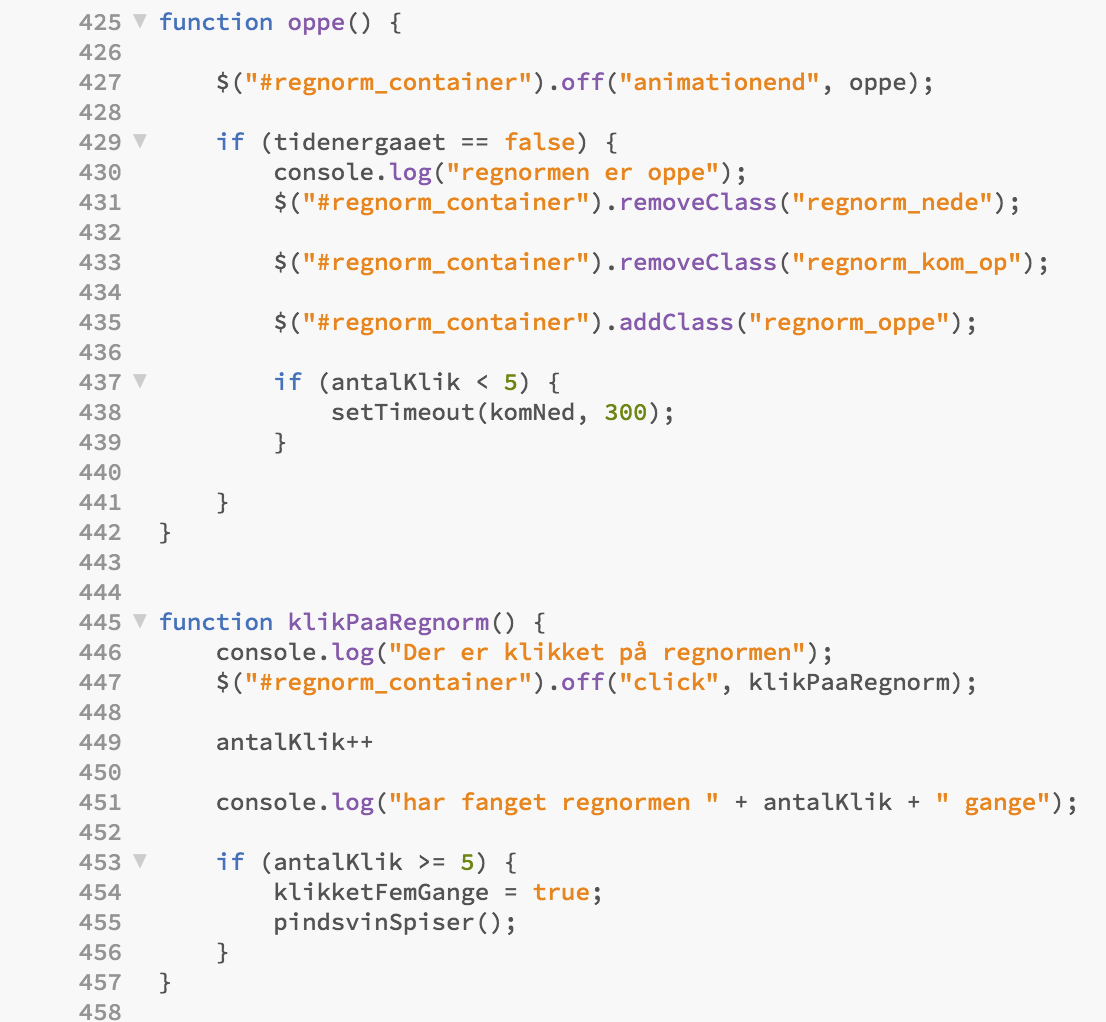 425 ▼ function oppe() {
426
427 $("#regnorm_container").off("animationend", oppe);
428
429 ▼ if (tidenergaaet == false) {
430 console.log("regnormen er oppe");
431 $("#regnorm_container").removeClass("regnorm_nede");
432
433 $("#regnorm_container").removeClass("regnorm_kom_op");
434
435 $("#regnorm_container").addClass("regnorm_oppe");
436
437 ▼ if (antalKlik < 5) {
438 setTimeout(komNed, 300);
439 }
440
441 }
442 }
443
444
445 ▼ function klikPaaRegnorm() {
446 console.log("Der er klikket på regnormen");
447 $("#regnorm_container").off("click", klikPaaRegnorm);
448
449 antalKlik++
450
451 console.log("har fanget regnormen " + antalKlik + " gange");
452
453 ▼ if (antalKlik >= 5) {
454 klikketFemGange = true;
455 pindsvinSpiser();
456 }
457 }
458